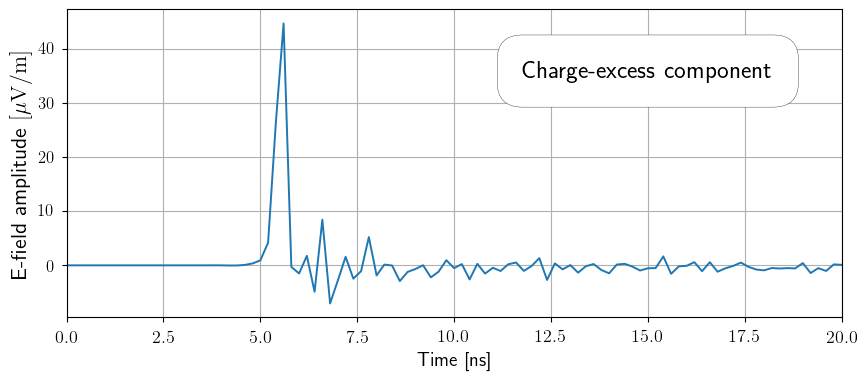 Charge-excess component
E-field amplitude [μV/m]
40
30
20
10
0
0.0 2.5 5.0 7.5 10.0 12.5 15.0 17.5 20.0
Time [ns]